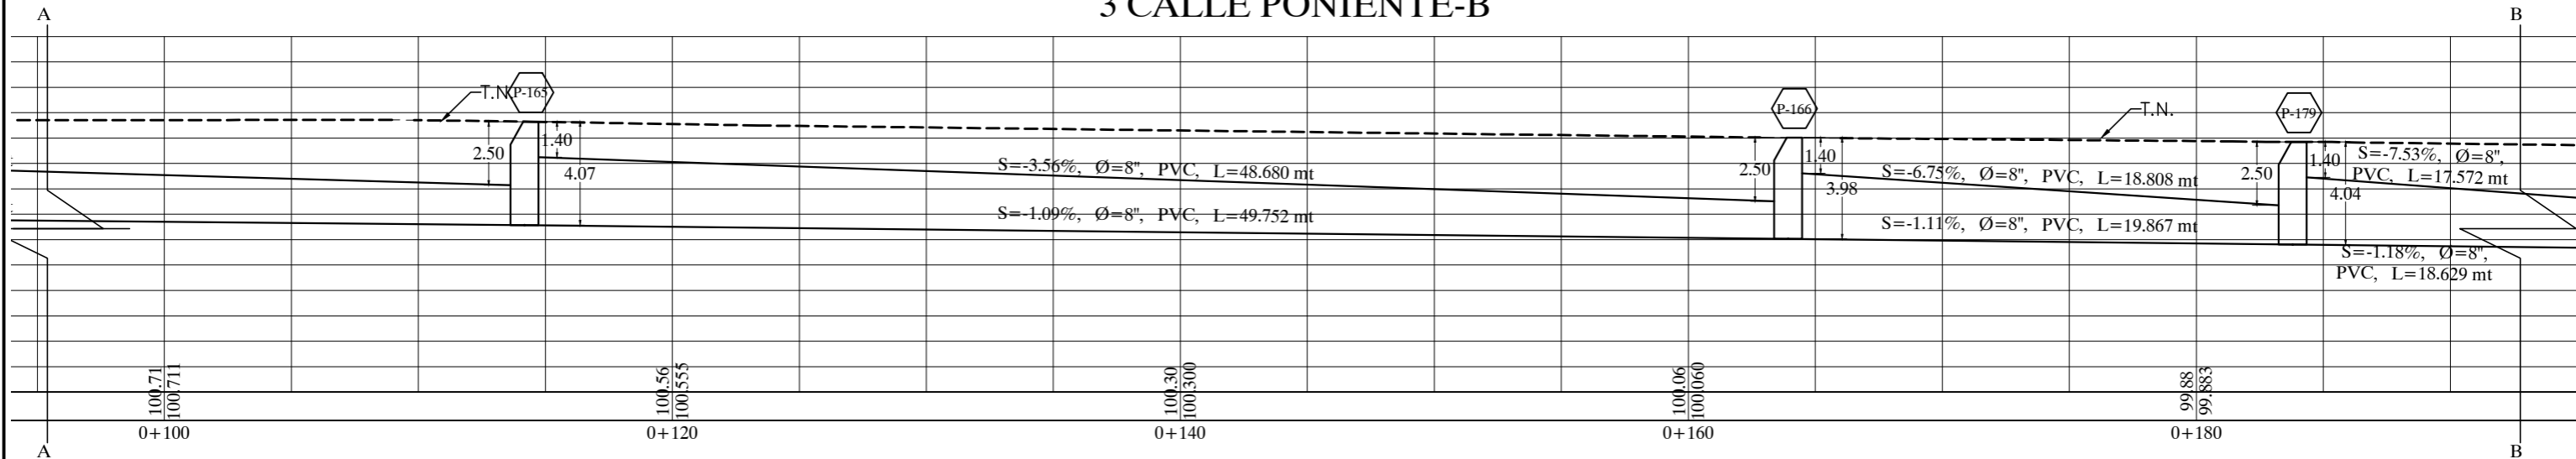 3 CALLE PONIENTE-B
A
B
T.N.
P-165
P-166
T.N.
P-179
2.50
1.40
4.07
S=-3.56%, Ø=8", PVC, L=48.680 mt
S=-1.09%, Ø=8", PVC, L=49.752 mt
2.50
1.40
3.98
S=-6.75%, Ø=8", PVC, L=18.808 mt
S=-1.11%, Ø=8", PVC, L=19.867 mt
2.50
1.40
4.04
S=-7.53%, Ø=8",
PVC, L=17.572 mt
S=-1.18%, Ø=8",
PVC, L=18.629 mt
100.71
100.711
100.56
100.555
100.30
100.300
100.06
100.060
99.88
99.883
0+100
0+120
0+140
0+160
0+180
A
B